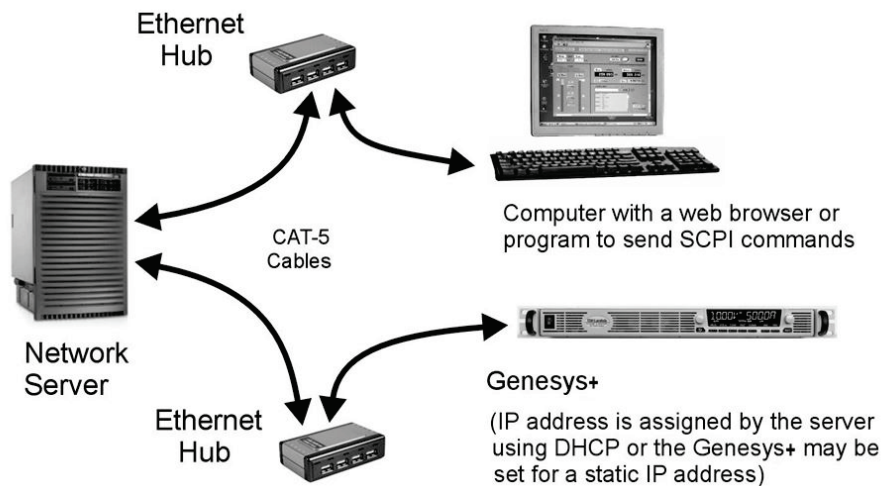 Ethernet
Hub
CAT-5
Cables
Computer with a web browser or
program to send SCPI commands
Network
Server
Genesys+
(IP address is assigned by the server
using DHCP or the Genesys+ may be
set for a static IP address)
Ethernet
Hub